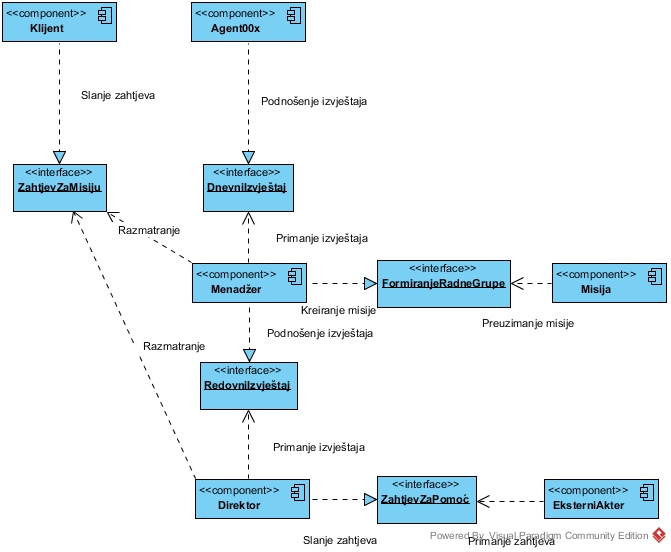 <<component>>
Klijent
<<component>>
Agent00x
Slanje zahtjeva
Podnošenje izvještaja
<<interface>>
ZahtjevZaMisiju
<<interface>>
DnevniIzvještaj
Razmatranje
Primanje izvještaja
<<component>>
Menadžer
<<interface>>
FormiranjeRadneGrupe
<<component>>
Misija
Kreiranje misije
Preuzimanje misije
Podnošenje izvještaja
Razmatranje
<<interface>>
RedovniIzvještaj
Primanje izvještaja
<<component>>
Direktor
<<interface>>
ZahtjevZaPomoć
<<component>>
EksterniAkter
Slanje zahtjeva
Primanje zahtjeva
Powered By Visual Paradigm Community Edition